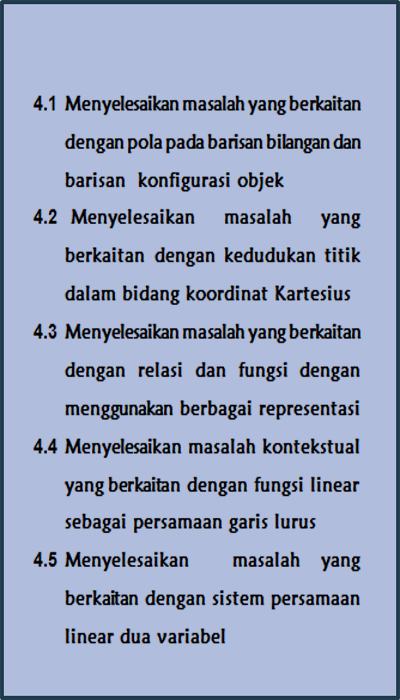 4.1 Menyelesaikan masalah yang berkaitan
dengan pola pada barisan bilangan dan
barisan konfigurasi objek
4.2 Menyelesaikan masalah yang
berkaitan dengan kedudukan titik
dalam bidang koordinat Kartesius
4.3 Menyelesaikan masalah yang berkaitan
dengan relasi dan fungsi dengan
menggunakan berbagai representasi
4.4 Menyelesaikan masalah kontekstual
yang berkaitan dengan fungsi linear
sebagai persamaan garis lurus
4.5 Menyelesaikan masalah yang
berkaitan dengan sistem persamaan
linear dua variabel